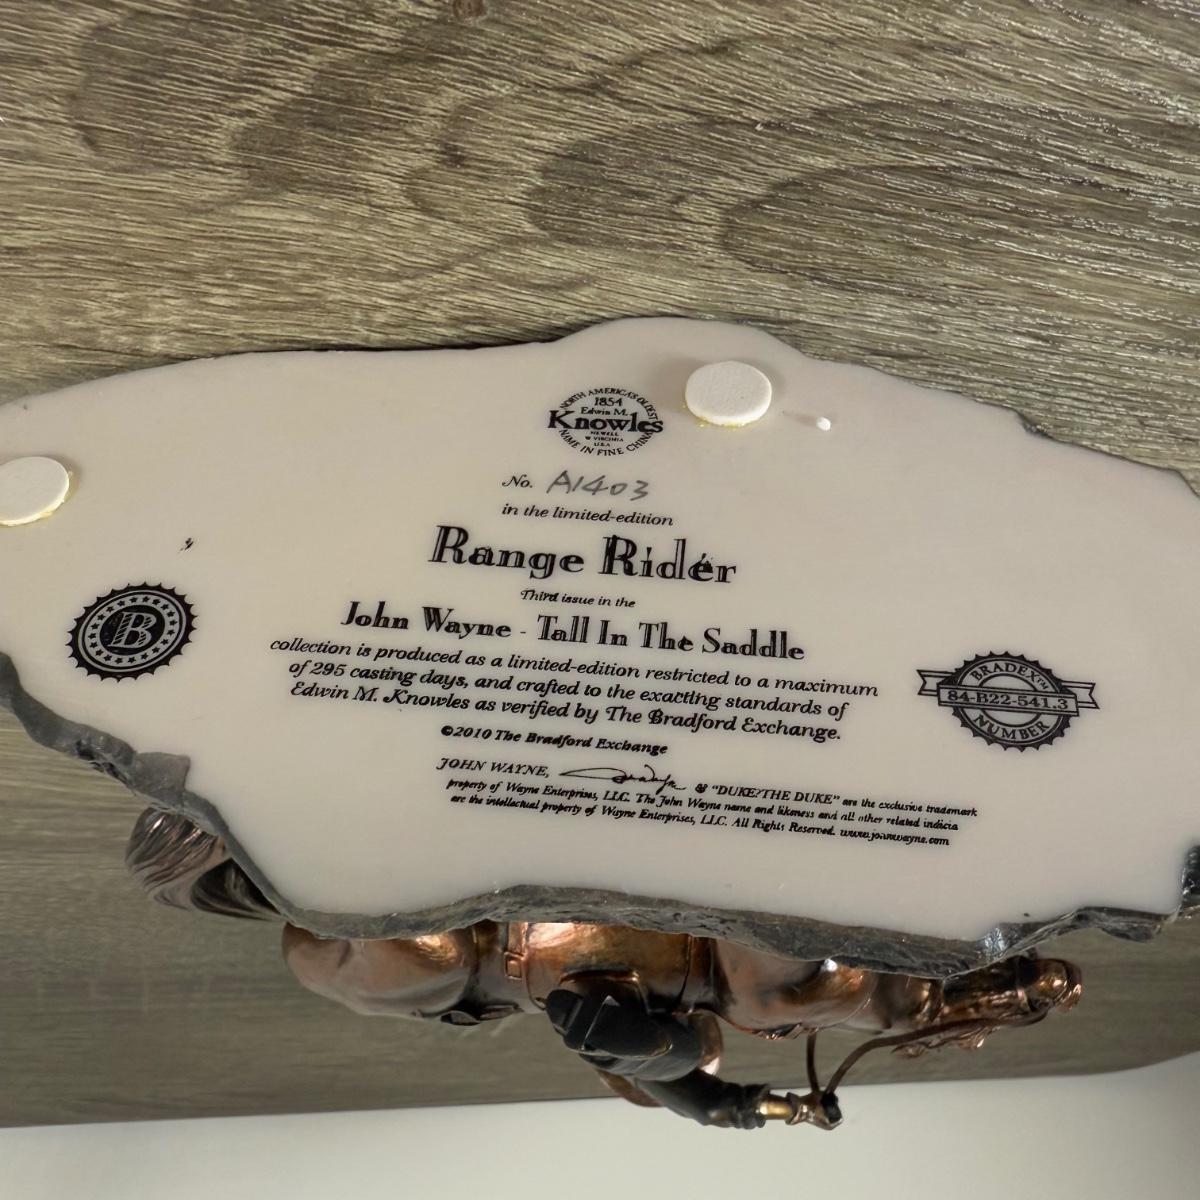 NORTH AMERICA'S OLDEST
1854
Edwin M.
Knowles
NEWELL
W VIRGINIA
U.S.A
NAME IN FINE CHINA
No. A1403
in the limited-edition
Range Rider
Third issue in the
John Wayne - Tall In The Saddle
collection is produced as a limited-edition restricted to a maximum
of 295 casting days, and crafted to the exacting standards of
Edwin M. Knowles as verified by The Bradford Exchange.
©2010 The Bradford Exchange
JOHN WAYNE, & "DUKE?THE DUKE" are the exclusive trademark
property of Wayne Enterprises, LLC. The John Wayne name and likeness and all other related indicia
are the intellectual property of Wayne Enterprises, LLC. All Rights Reserved. www.johnwayne.com
B
BRADEX™
84-B22-541.3
NUMBER